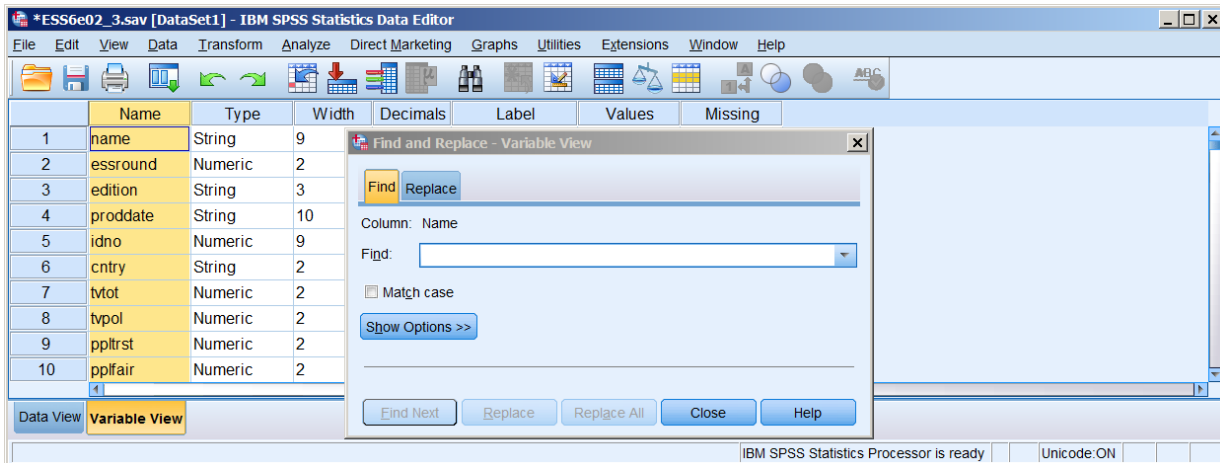 *ESS6e02_3.sav [DataSet1] - IBM SPSS Statistics Data Editor
File Edit View Data Transform Analyze Direct Marketing Graphs Utilities Extensions Window Help
Name Type Width Decimals Label Values Missing
1 name String 9
2 essround Numeric 2
3 edition String 3
4 proddate String 10
5 idno Numeric 9
6 cntry String 2
7 tvtot Numeric 2
8 tvpol Numeric 2
9 ppltrst Numeric 2
10 pplfair Numeric 2
Find and Replace - Variable View
Find Replace
Column: Name
Find:
Match case
Show Options >>
Find Next Replace Replace All Close Help
Data View Variable View
IBM SPSS Statistics Processor is ready Unicode:ON